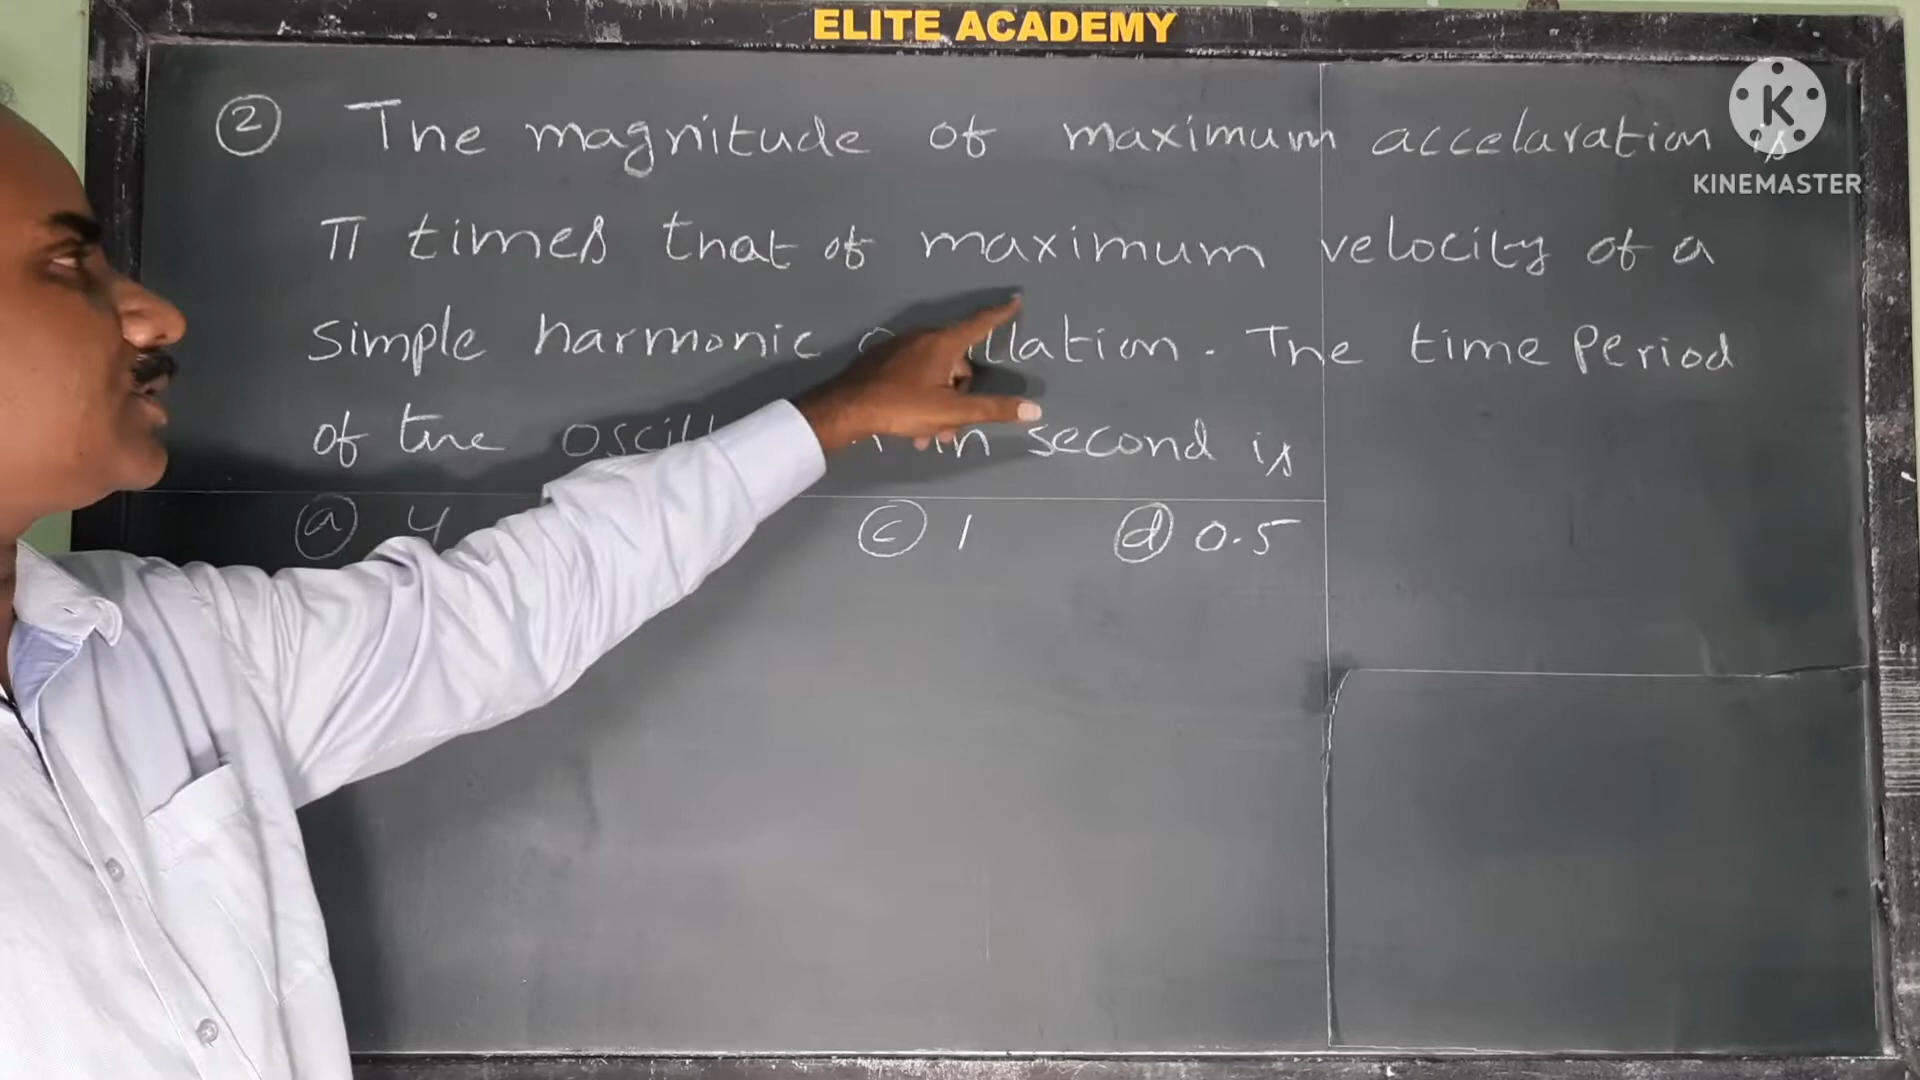 ELITE ACADEMY
② The magnitude of maximum accelaration is
π times that of maximum velocity of a
simple harmonic llation. The time Period
of the in second is
ⓐ 4 ⓒ 1 ⓓ 0.5
K
KINEMASTER